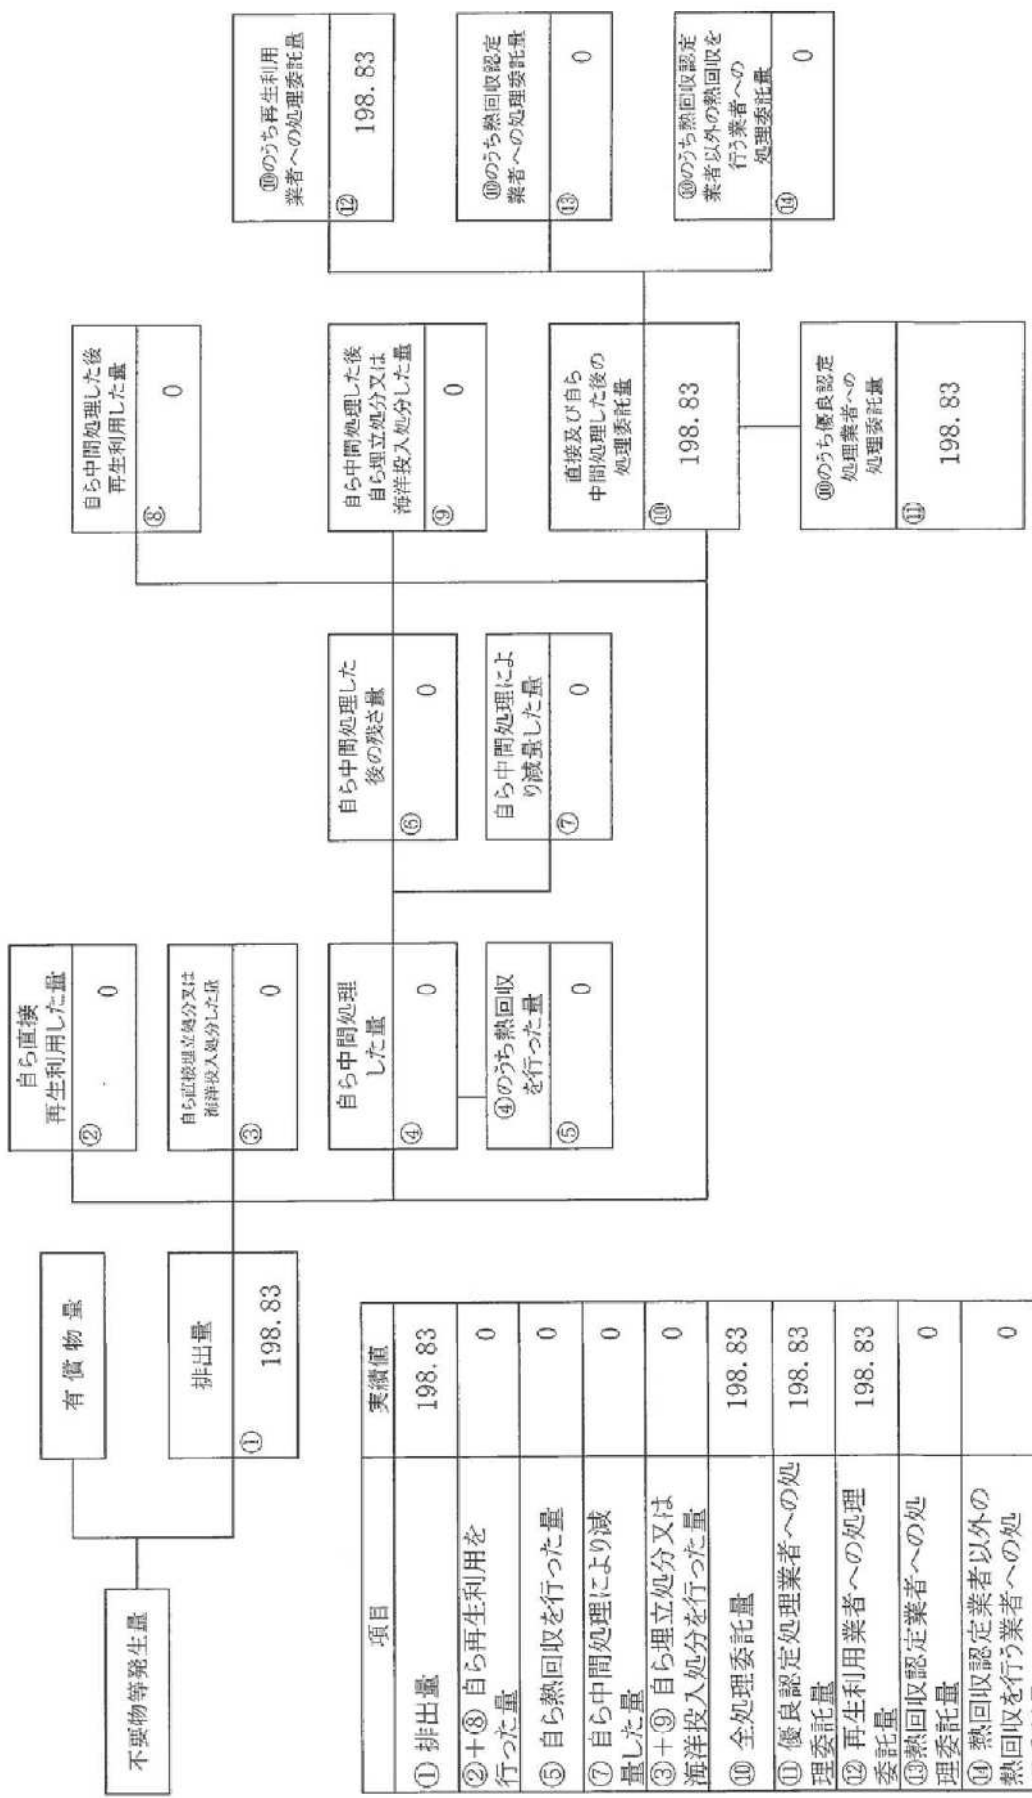 不要物等発生量
有償物量
排出量
① 198.83
自ら直接
再生利用した量
② 0
自ら直接埋立処分又は
海洋投入処分した量
③ 0
自ら中間処理
した量
④ 0
④のうち熱回収
を行った量
⑤ 0
自ら中間処理した
後の残さ量
⑥ 0
自ら中間処理によ
り減量した量
⑦ 0
自ら中間処理した後
再生利用した量
⑧ 0
自ら中間処理した後
自ら埋立処分又は
海洋投入処分した量
⑨ 0
直接及び自ら
中間処理した後の
処理委託量
⑩ 198.83
⑩のうち優良認定
処理業者への
処理委託量
⑪ 198.83
⑩のうち再生利用
業者への処理委託量
⑫ 198.83
⑩のうち熱回収認定
業者への処理委託量
⑬ 0
⑩のうち熱回収認定
業者以外の熱回収を
行う業者への
処理委託量
⑭ 0
項目 実績値
① 排出量 198.83
②+⑧ 自ら再生利用を
行った量 0
⑤ 自ら熱回収を行った量 0
⑦ 自ら中間処理により減
量した量 0
③+⑨ 自ら埋立処分又は
海洋投入処分を行った量 0
⑩ 全処理委託量 198.83
⑪ 優良認定処理業者への処
理委託量 198.83
⑫ 再生利用業者への処理
委託量 198.83
⑬熱回収認定業者への処
理委託量 0
⑭ 熱回収認定業者以外の
熱回収を行う業者への処 0